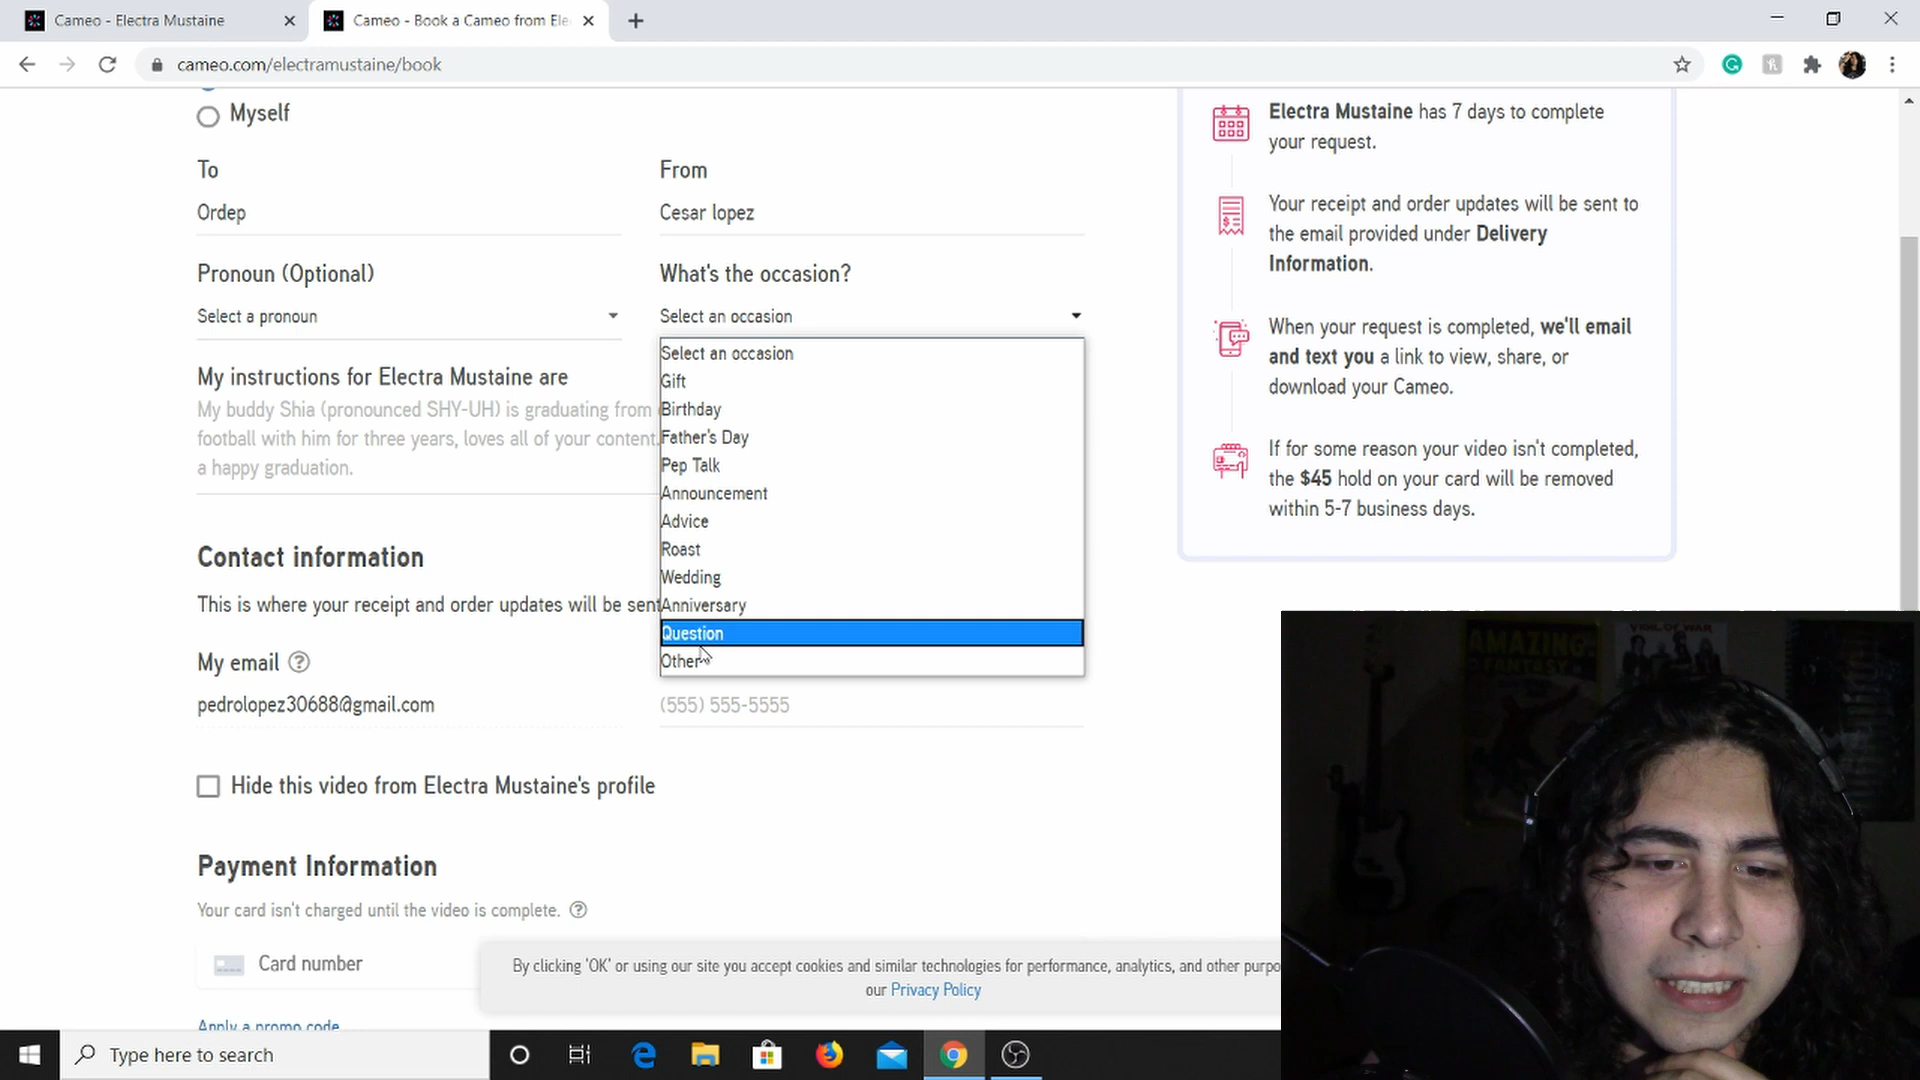 Cameo - Electra Mustaine
Cameo - Book a Cameo from Ele
cameo.com/electramustaine/book
Myself
To
From
Ordep
Cesar lopez
Pronoun (Optional)
What's the occasion?
Select a pronoun
Select an occasion
Select an occasion
Gift
Birthday
Father's Day
Pep Talk
Announcement
Advice
Roast
Wedding
Anniversary
Question
Other
My instructions for Electra Mustaine are
My buddy Shia (pronounced SHY-UH) is graduating from
football with him for three years, loves all of your content.
a happy graduation.
Contact information
This is where your receipt and order updates will be sent
My email
pedrolopez30688@gmail.com
(555) 555-5555
Hide this video from Electra Mustaine's profile
Payment Information
Your card isn't charged until the video is complete.
Card number
Apply a promo code
By clicking 'OK' or using our site you accept cookies and similar technologies for performance, analytics, and other purpo
our Privacy Policy
Electra Mustaine has 7 days to complete
your request.
Your receipt and order updates will be sent to
the email provided under Delivery
Information.
When your request is completed, we'll email
and text you a link to view, share, or
download your Cameo.
If for some reason your video isn't completed,
the $45 hold on your card will be removed
within 5-7 business days.
AMAZING
FANTASY
Type here to search